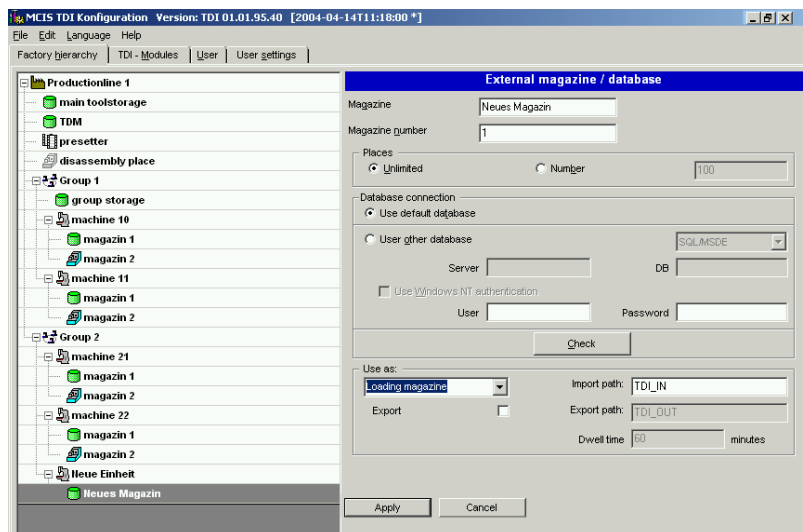 MCIS TDI Konfiguration Version: TDI 01.01.95.40 [2004-04-14T11:18:00 *]
File Edit Language Help
Factory hierarchy TDI - Modules User User settings
Productionline 1
main toolstorage
TDM
presetter
disassembly place
Group 1
group storage
machine 10
magazin 1
magazin 2
machine 11
magazin 1
magazin 2
Group 2
machine 21
magazin 1
magazin 2
machine 22
magazin 1
magazin 2
Neue Einheit
Neues Magazin
External magazine / database
Magazine Neues Magazin
Magazine number 1
Places
Unlimited Number 100
Database connection
Use default database
User other database SQL/MSDE
Server DB
Use Windows NT authentication
User Password
Check
Use as:
Loading magazine Import path: TDI_IN
Export Export path: TDI_OUT
Dwell time 60 minutes
Apply Cancel